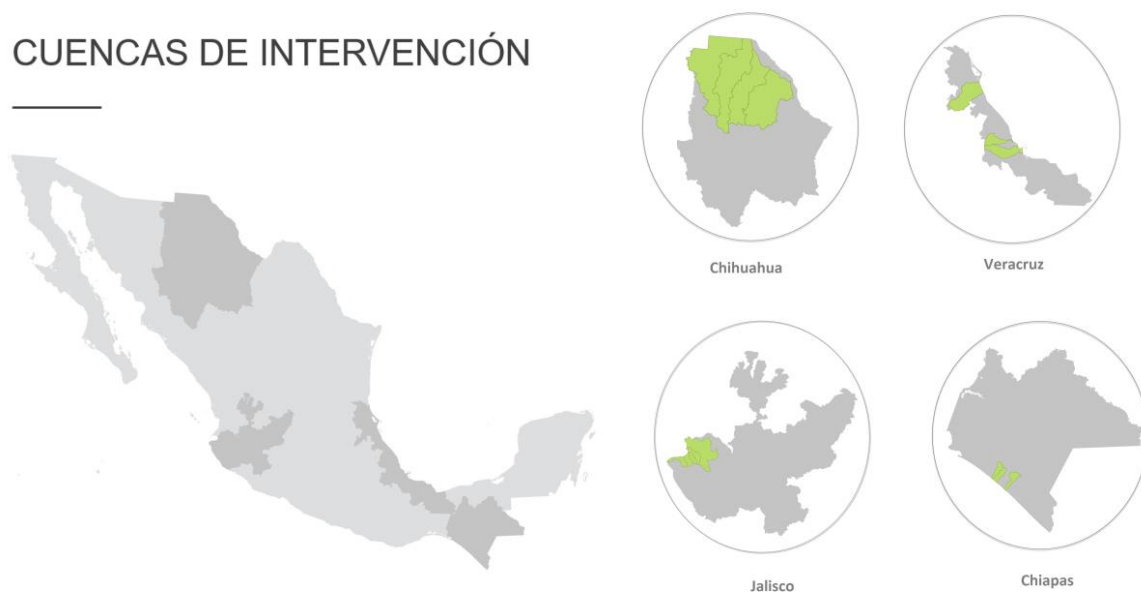 CUENCAS DE INTERVENCIÓN
Chihuahua
Veracruz
Jalisco
Chiapas